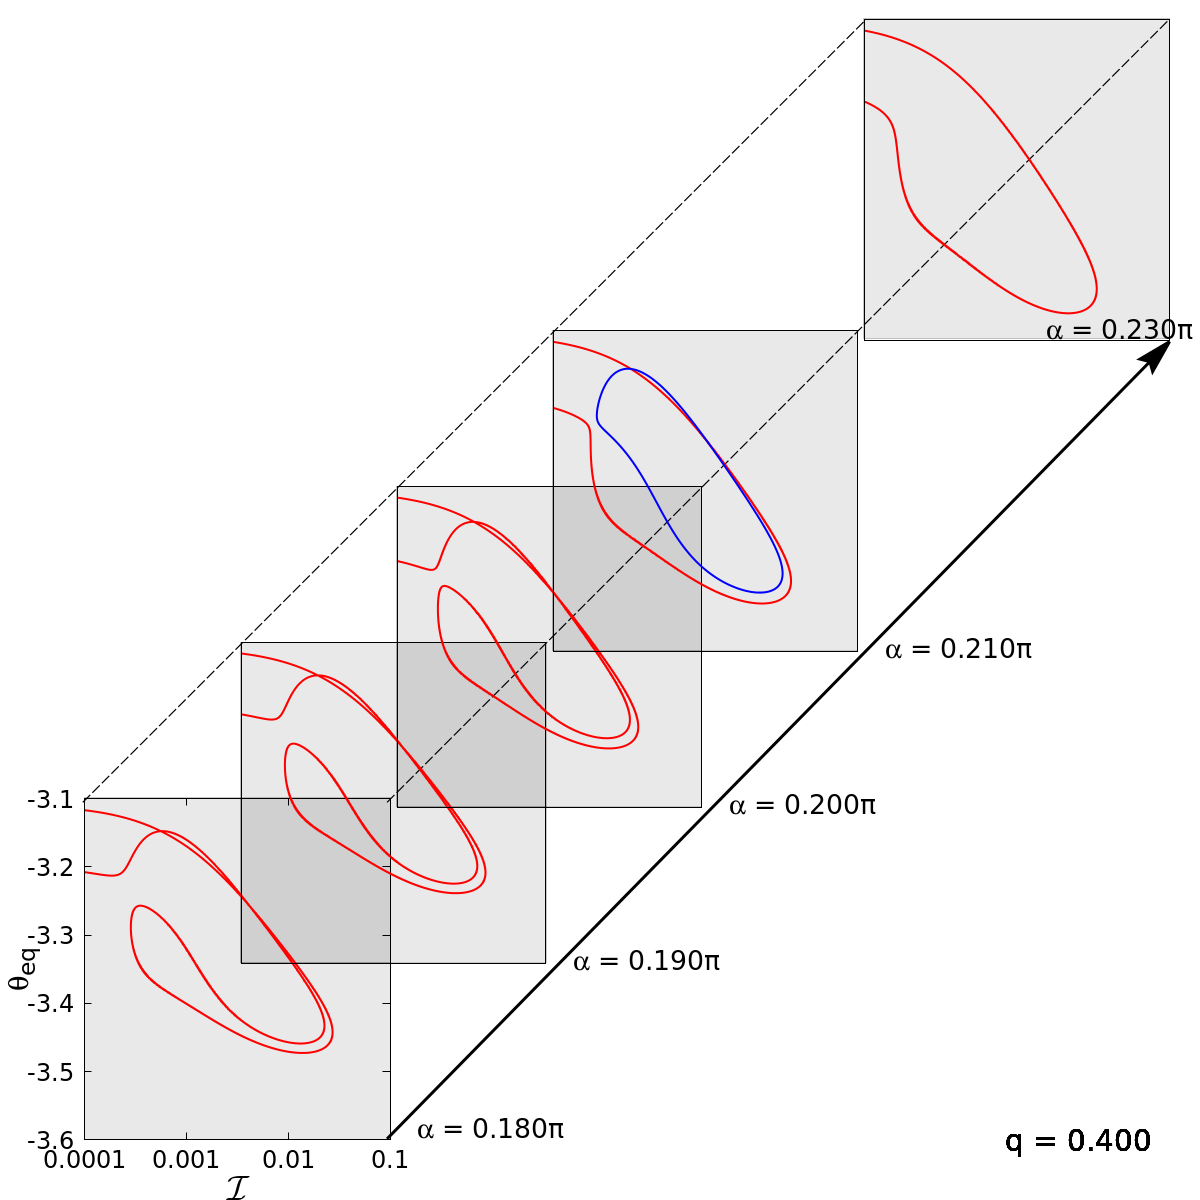 α = 0.230π
α = 0.210π
-3.1
α = 0.200π
-3.2
-3.3
α = 0.190π
θeq
-3.4
-3.5
α = 0.180π
-3.6
q = 0.400
0.0001 0.001 0.01 0.1
ℐ